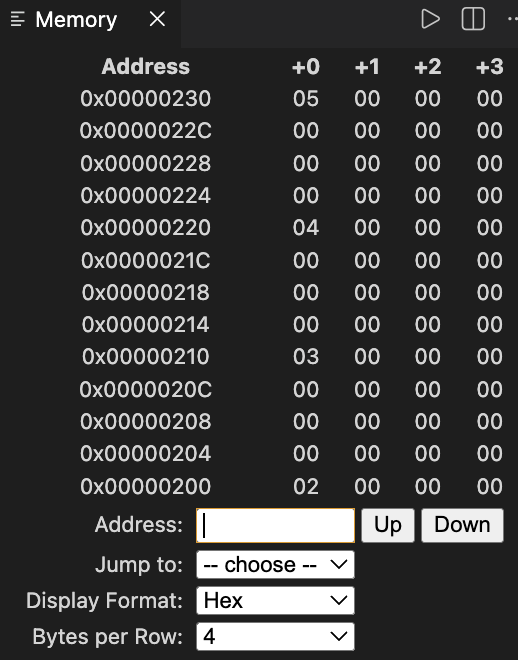 Memory
Address +0 +1 +2 +3
0x00000230 05 00 00 00
0x0000022C 00 00 00 00
0x00000228 00 00 00 00
0x00000224 00 00 00 00
0x00000220 04 00 00 00
0x0000021C 00 00 00 00
0x00000218 00 00 00 00
0x00000214 00 00 00 00
0x00000210 03 00 00 00
0x0000020C 00 00 00 00
0x00000208 00 00 00 00
0x00000204 00 00 00 00
0x00000200 02 00 00 00
Address: Up Down
Jump to: -- choose --
Display Format: Hex
Bytes per Row: 4